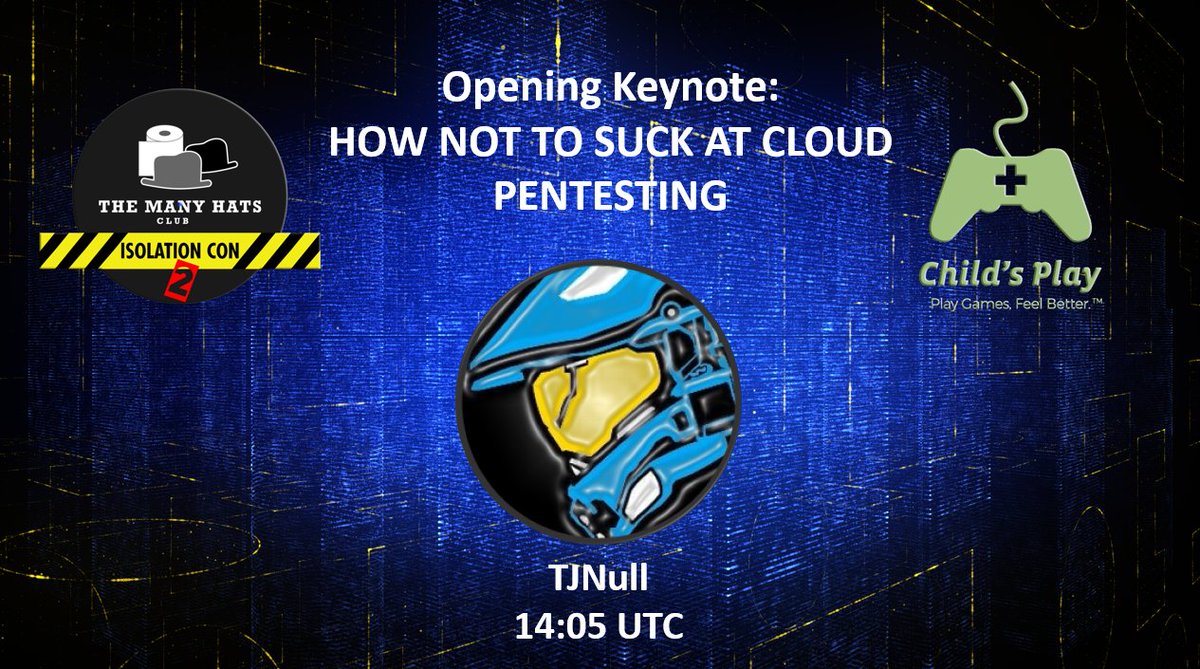 Opening Keynote:
HOW NOT TO SUCK AT CLOUD
PENTESTING
THE MANY HATS
CLUB
ISOLATION CON
2
Child's Play
Play Games, Feel Better.™
TJNull
14:05 UTC